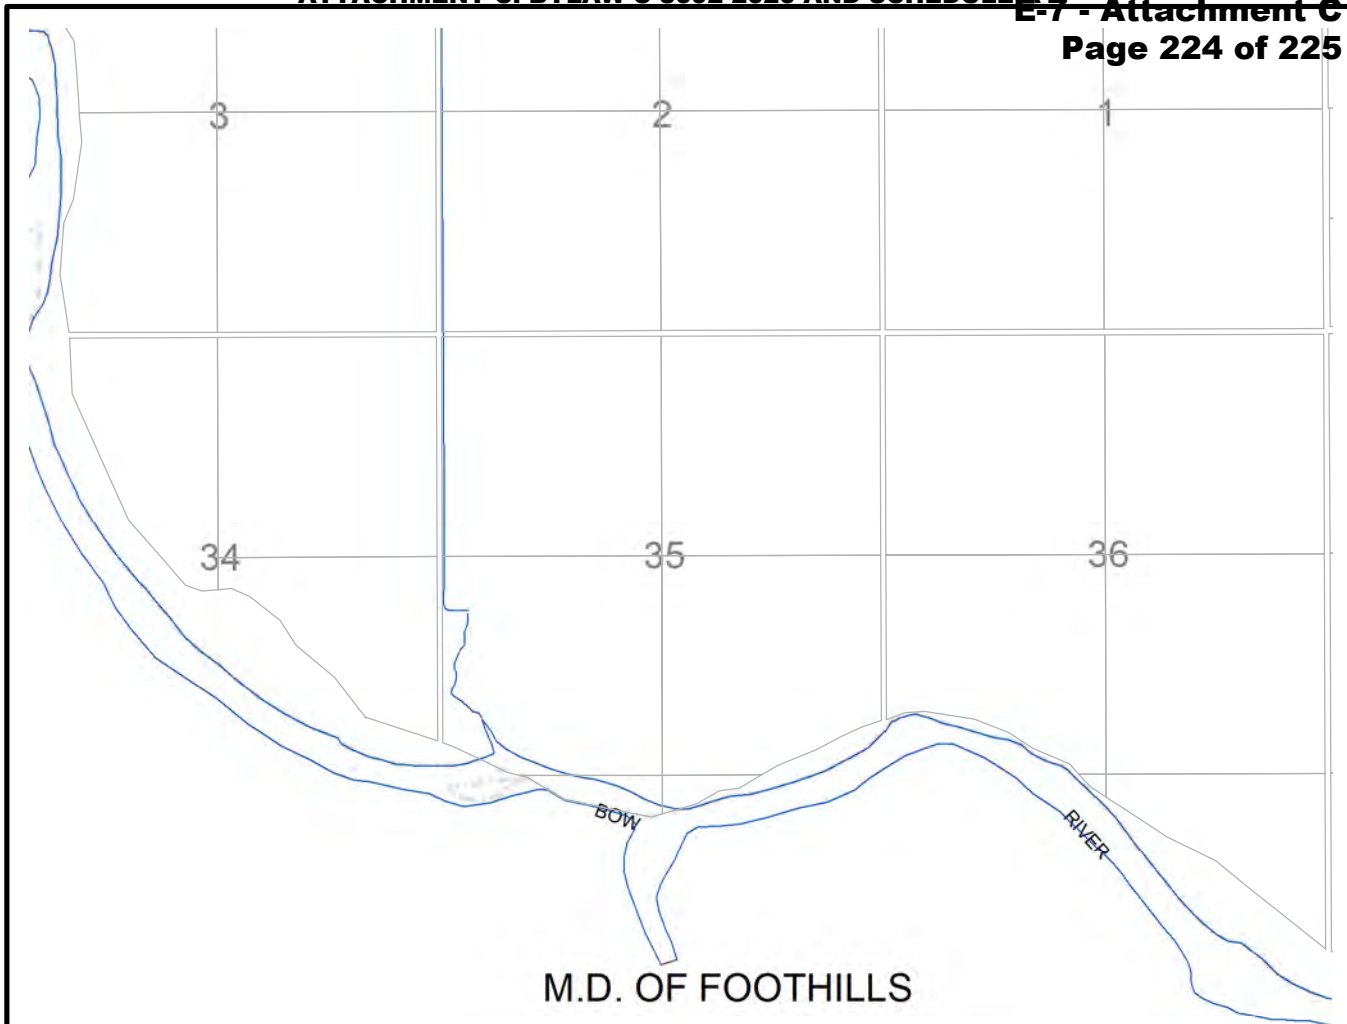 E-7 - Attachment C
Page 224 of 225
3
2
1
34
35
36
BOW
RIVER
M.D. OF FOOTHILLS